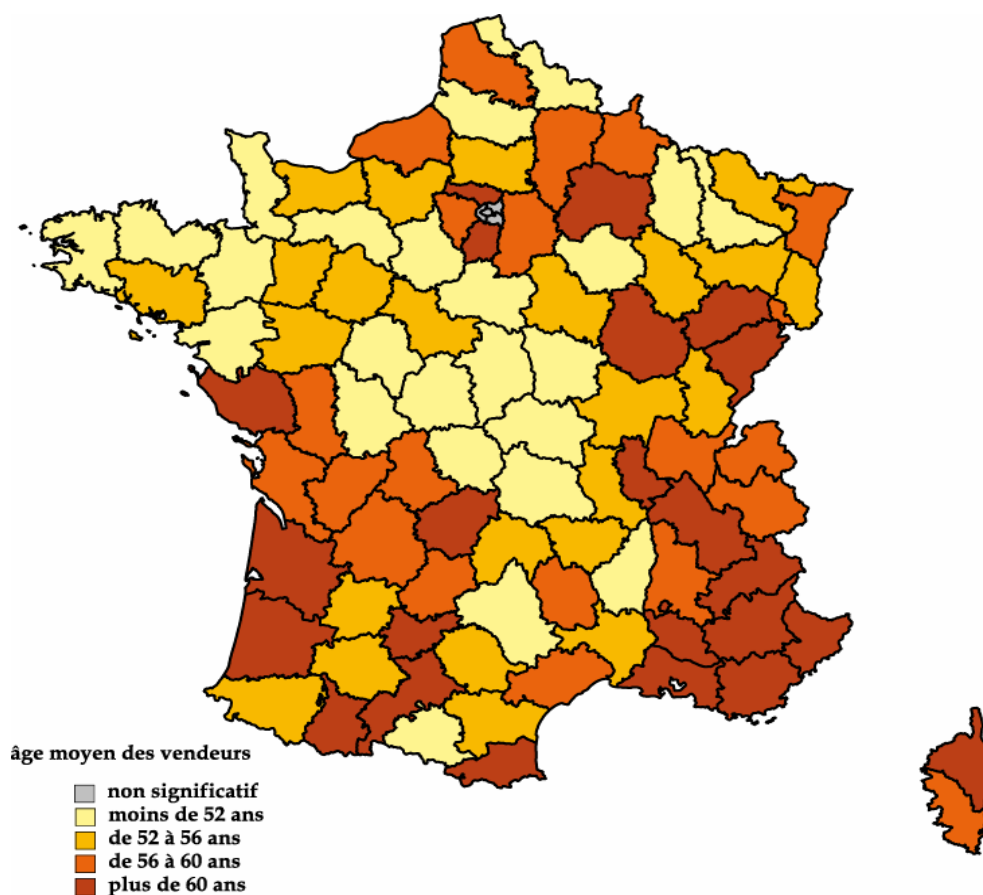 âge moyen des vendeurs
non significatif
moins de 52 ans
de 52 à 56 ans
de 56 à 60 ans
plus de 60 ans